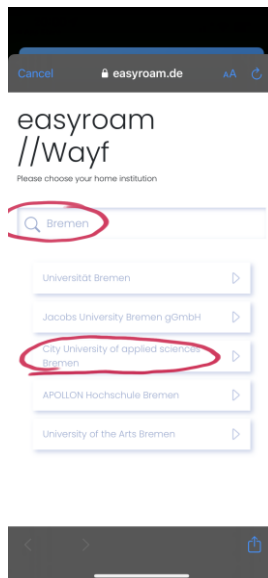 Cancel easyroam.de AA
easyroam
//Wayf
Please choose your home institution
Bremen
Universität Bremen
Jacobs University Bremen gGmbH
City University of applied sciences
Bremen
APOLLON Hochschule Bremen
University of the Arts Bremen